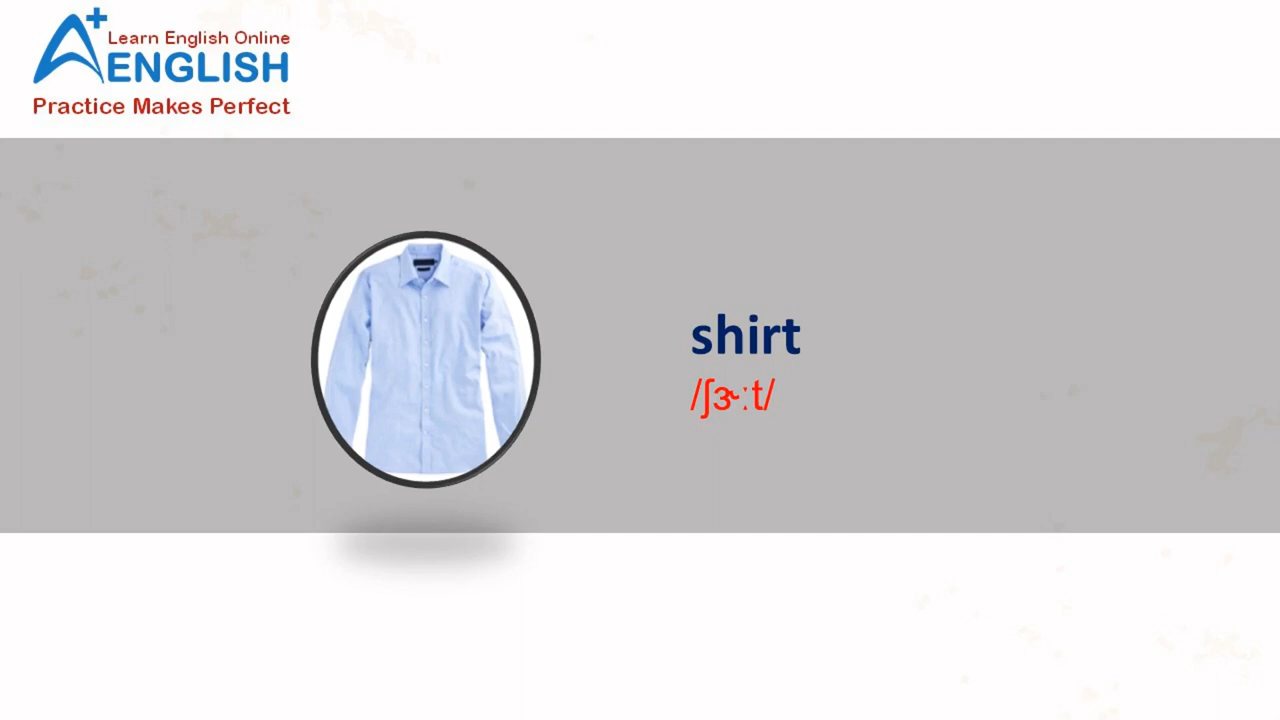 A+ Learn English Online
ENGLISH
Practice Makes Perfect
shirt
/ʃɝːt/